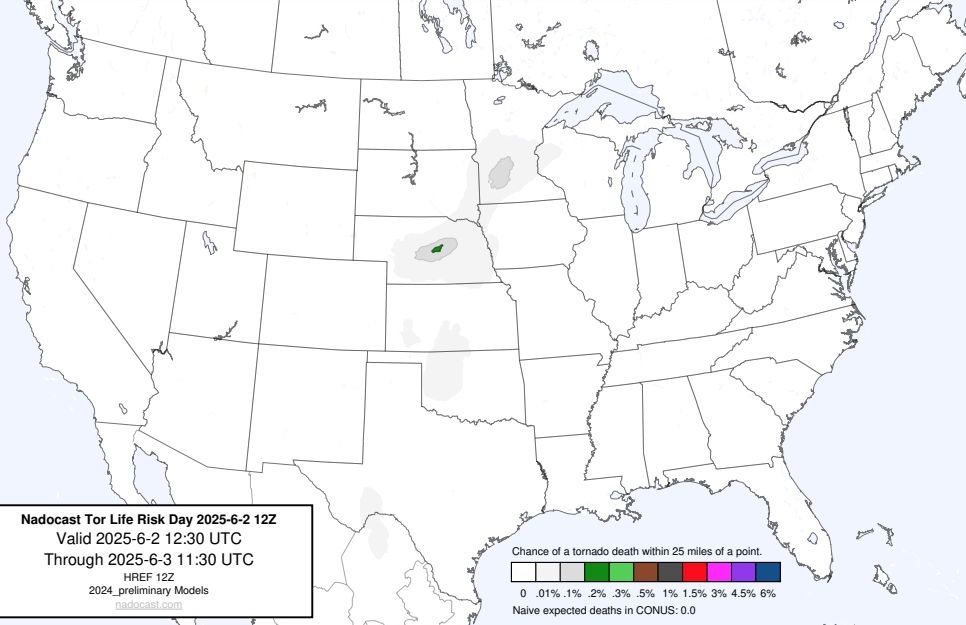 Nadocast Tor Life Risk Day 2025-6-2 12Z
Valid 2025-6-2 12:30 UTC
Through 2025-6-3 11:30 UTC
HREF 12Z
2024_preliminary Models
nadocast.com
Chance of a tornado death within 25 miles of a point.
0 .01% .1% .2% .3% .5% 1% 1.5% 3% 4.5% 6%
Naive expected deaths in CONUS: 0.0